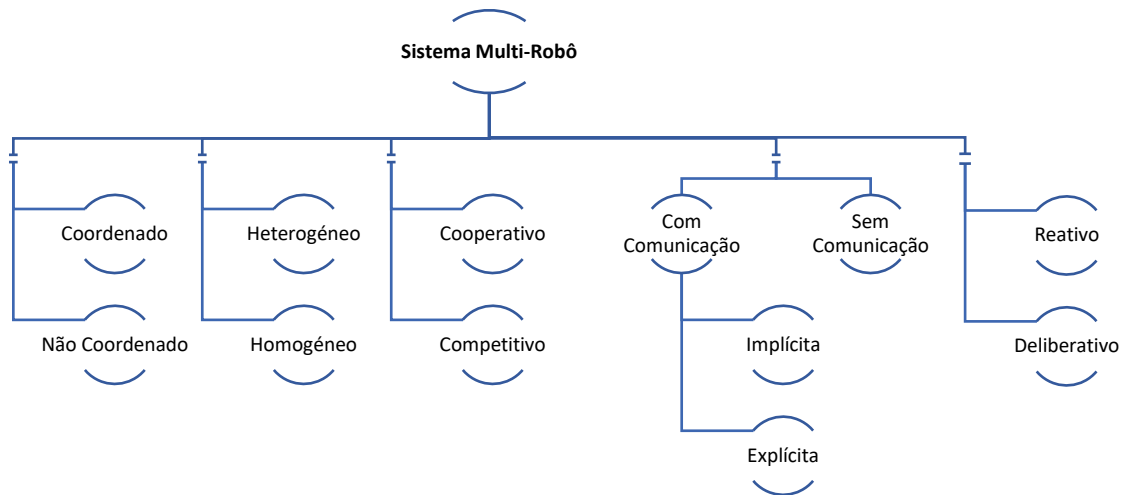 Sistema Multi-Robô
Coordenado
Não Coordenado
Heterogéneo
Homogéneo
Cooperativo
Competitivo
Com
Comunicação
Implícita
Explícita
Sem
Comunicação
Reativo
Deliberativo